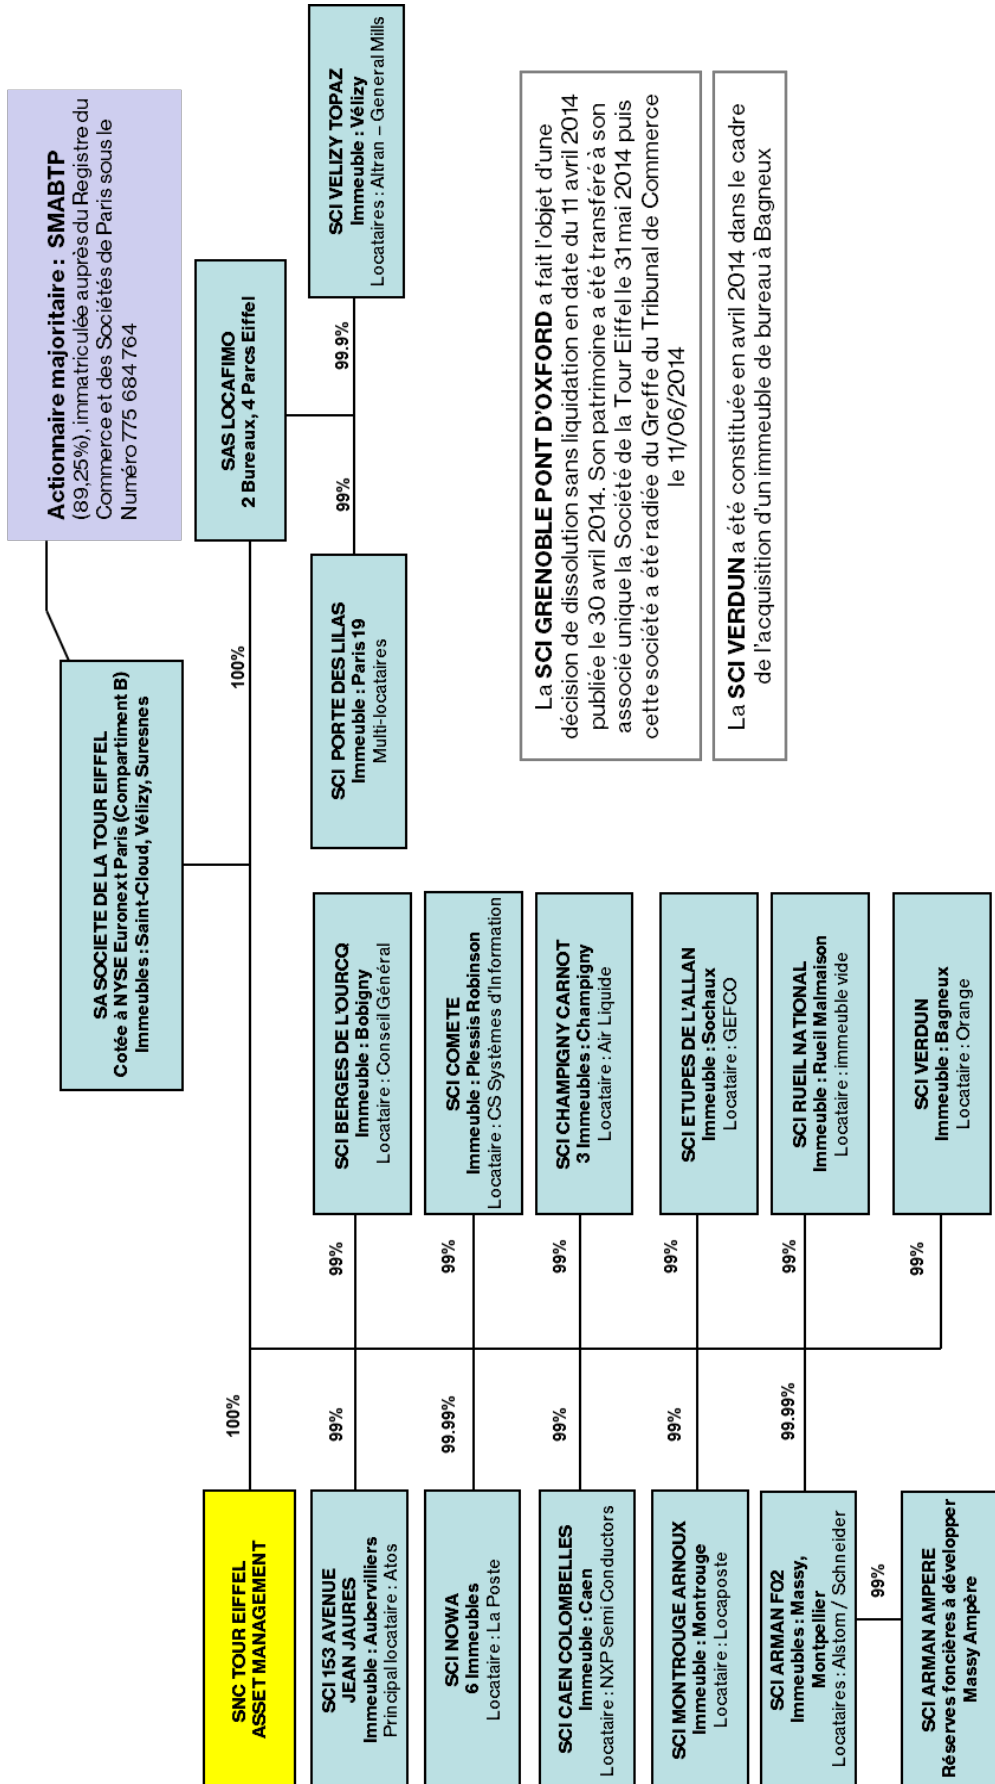 SA SOCIETE DE LA TOUR EIFFEL
Cotée à NYSE Euronext Paris (Compartiment B)
Immeubles : Saint-Cloud, Vélizy, Suresnes
Actionnaire majoritaire : SMABTP
(89,25%), immatriculée auprès du Registre du
Commerce et des Sociétés de Paris sous le
Numéro 775 684 764
100%
100%
SNC TOUR EIFFEL
ASSET MANAGEMENT
SAS LOCAFIMO
2 Bureaux, 4 Parcs Eiffel
SCI 153 AVENUE
JEAN JAURES
Immeuble : Aubervilliers
Principal locataire : Atos
99%
99%
SCI BERGES DE L'OURCQ
Immeuble : Bobigny
Locataire : Conseil Général
SCI PORTE DES LILAS
Immeuble : Paris 19
Multi-locataires
99%
99.9%
SCI VELIZY TOPAZ
Immeuble : Vélizy
Locataires : Altran – General Mills
SCI NOWA
6 Immeubles
Locataire : La Poste
99.99%
99%
SCI COMETE
Immeuble : Plessis Robinson
Locataire : CS Systèmes d'Information
SCI CAEN COLOMBELLES
Immeuble : Caen
Locataire : NXP Semi Conductors
99%
99%
SCI CHAMPIGNY CARNOT
3 Immeubles : Champigny
Locataire : Air Liquide
SCI MONTROUGE ARNOUX
Immeuble : Montrouge
Locataire : Locaposte
99%
99%
SCI ETUPES DE L'ALLAN
Immeuble : Sochaux
Locataire : GEFCO
SCI ARMAN F02
Immeubles : Massy,
Montpellier
Locataires : Alstom / Schneider
99.99%
99%
SCI RUEIL NATIONAL
Immeuble : Rueil Malmaison
Locataire : immeuble vide
99%
SCI ARMAN AMPERE
Réserves foncières à développer
Massy Ampère
99%
SCI VERDUN
Immeuble : Bagneux
Locataire : Orange
La SCI GRENOBLE PONT D'OXFORD a fait l'objet d'une
décision de dissolution sans liquidation en date du 11 avril 2014
publiée le 30 avril 2014. Son patrimoine a été transféré à son
associé unique la Société de la Tour Eiffel le 31 mai 2014 puis
cette société a été radiée du Greffe du Tribunal de Commerce
le 11/06/2014
La SCI VERDUN a été constituée en avril 2014 dans le cadre
de l'acquisition d'un immeuble de bureau à Bagneux